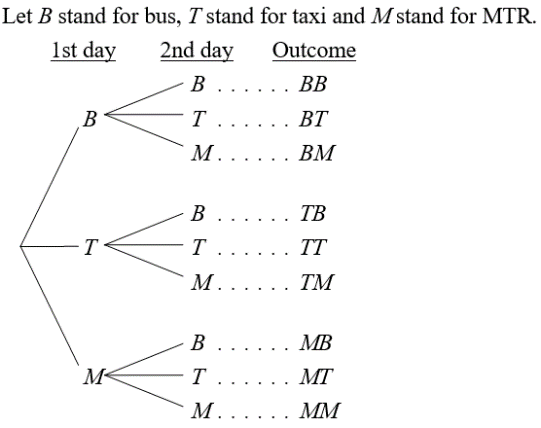 Let B stand for bus, T stand for taxi and M stand for MTR.
1st day 2nd day Outcome
B . . . . . . BB
B T . . . . . . BT
M . . . . . . BM
B . . . . . . TB
T T . . . . . . TT
M . . . . . . TM
B . . . . . . MB
M T . . . . . . MT
M . . . . . . MM